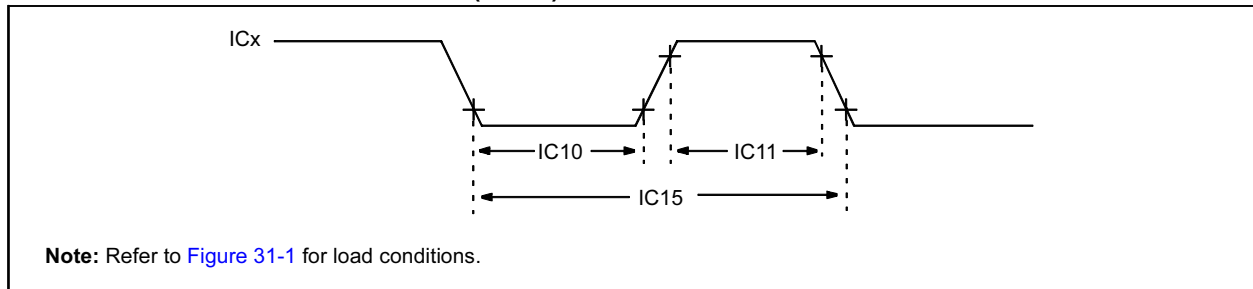 ICx
IC10
IC11
IC15
Note: Refer to Figure 31-1 for load conditions.